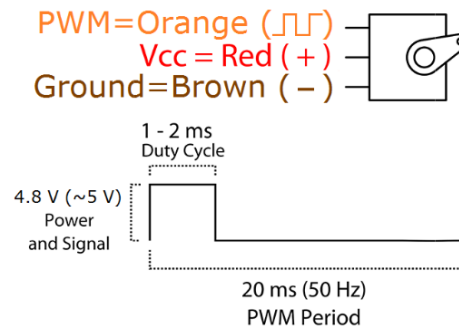 PWM=Orange (⎍⎍)
Vcc = Red ( + )
Ground=Brown ( − )
1 - 2 ms
Duty Cycle
4.8 V (~5 V)
Power
and Signal
20 ms (50 Hz)
PWM Period